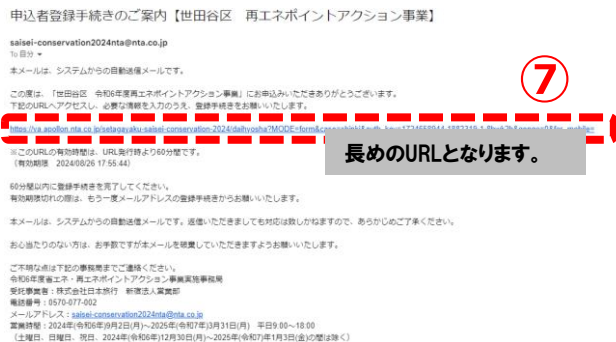 申込者登録手続きのご案内【世田谷区　再エネポイントアクション事業】
saisei-conservation2024nta@nta.co.jp
To 自分
本メールは、システムからの自動送信メールです。
この度は、「世田谷区　令和6年度再エネポイントアクション事業」にお申込みいただきありがとうございます。
下記のURLへアクセスし、必要な情報を入力のうえ、登録手続きをお願いいたします。
⑦
https://va.apollon.nta.co.jp/setagayaku-saisei-conservation-2024/daihyosha?MODE=form&
長めのURLとなります。
※このURLの有効時間は、URL発行時より60分間です。
（有効期限　2024/08/26 17:55:44）
60分間以内に登録手続きを完了してください。
有効期限切れの際は、もう一度メールアドレスの登録手続きからお願いいたします。
本メールは、システムからの自動送信メールです。返信いただきましても対応は致しかねますので、あらかじめご了承ください。
お心当たりのない方は、お手数ですが本メールを破棄していただきますようお願いいたします。
ご不明な点は下記の事務局までご連絡ください。
令和6年度省エネ・再エネポイントアクション事業実施事務局
受託事業者：株式会社日本旅行　新宿法人営業部
電話番号：0570-077-002
メールアドレス：saisei-conservation2024nta@nta.co.jp
営業時間：2024年(令和6年)9月2日(月)～2025年(令和7年)3月31日(月)　平日9:00～18:00
（土曜日、日曜日、祝日、2024年(令和6年)12月30日(月)～2025年(令和7)年1月3日(金)の間は除く）